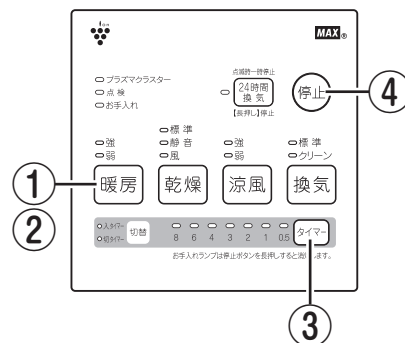 ion
MAX®
プラズマクラスター
点検
お手入れ
点滅時一時停止
24時間
換気
【長押し】停止
停止
④
強
弱
標準
静音
風
強
弱
標準
クリーン
①
暖房
乾燥
涼風
換気
②
入タイマー
切タイマー
切替
8 6 4 3 2 1 0.5
タイマー
お手入れランプは停止ボタンを長押しすると消灯します。
③